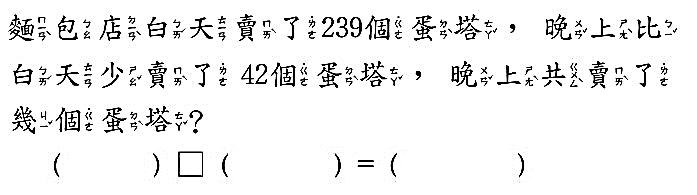 麵包店白天賣了239個蛋塔，晚上比
白天少賣了42個蛋塔，晚上共賣了
幾個蛋塔?
(　　　)□(　　　)=(　　　)